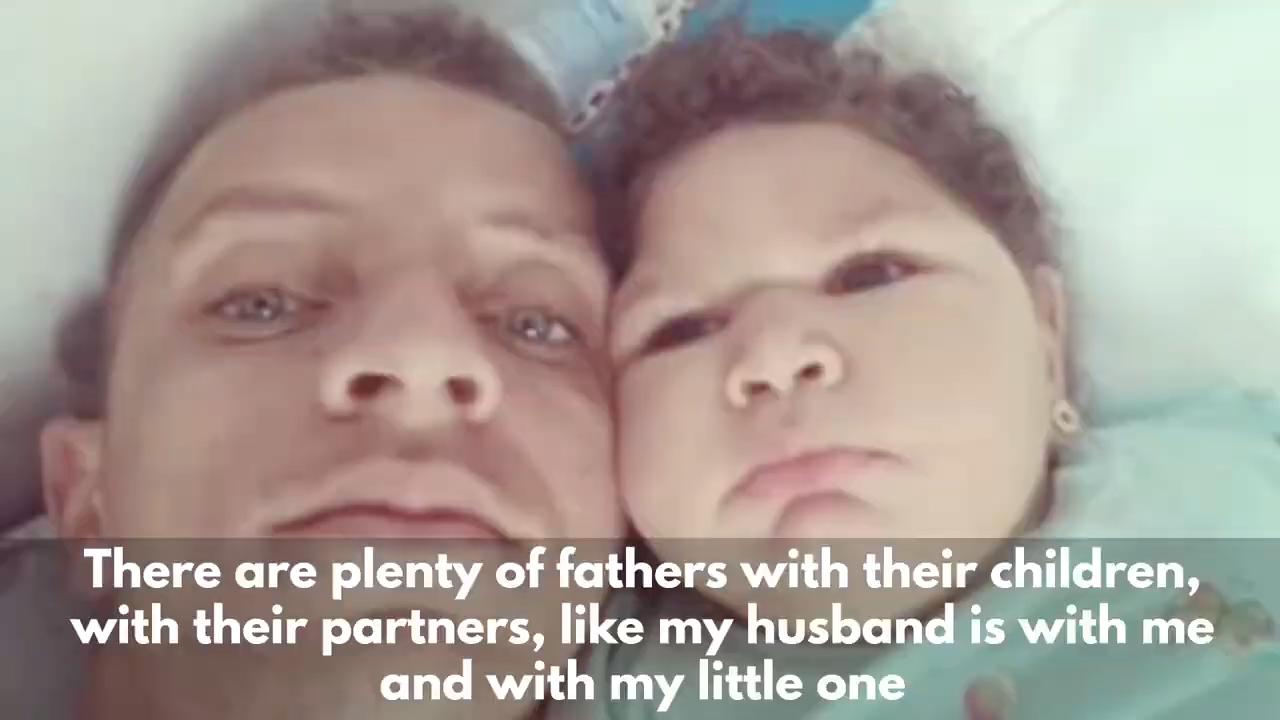 There are plenty of fathers with their children,
with their partners, like my husband is with me
and with my little one